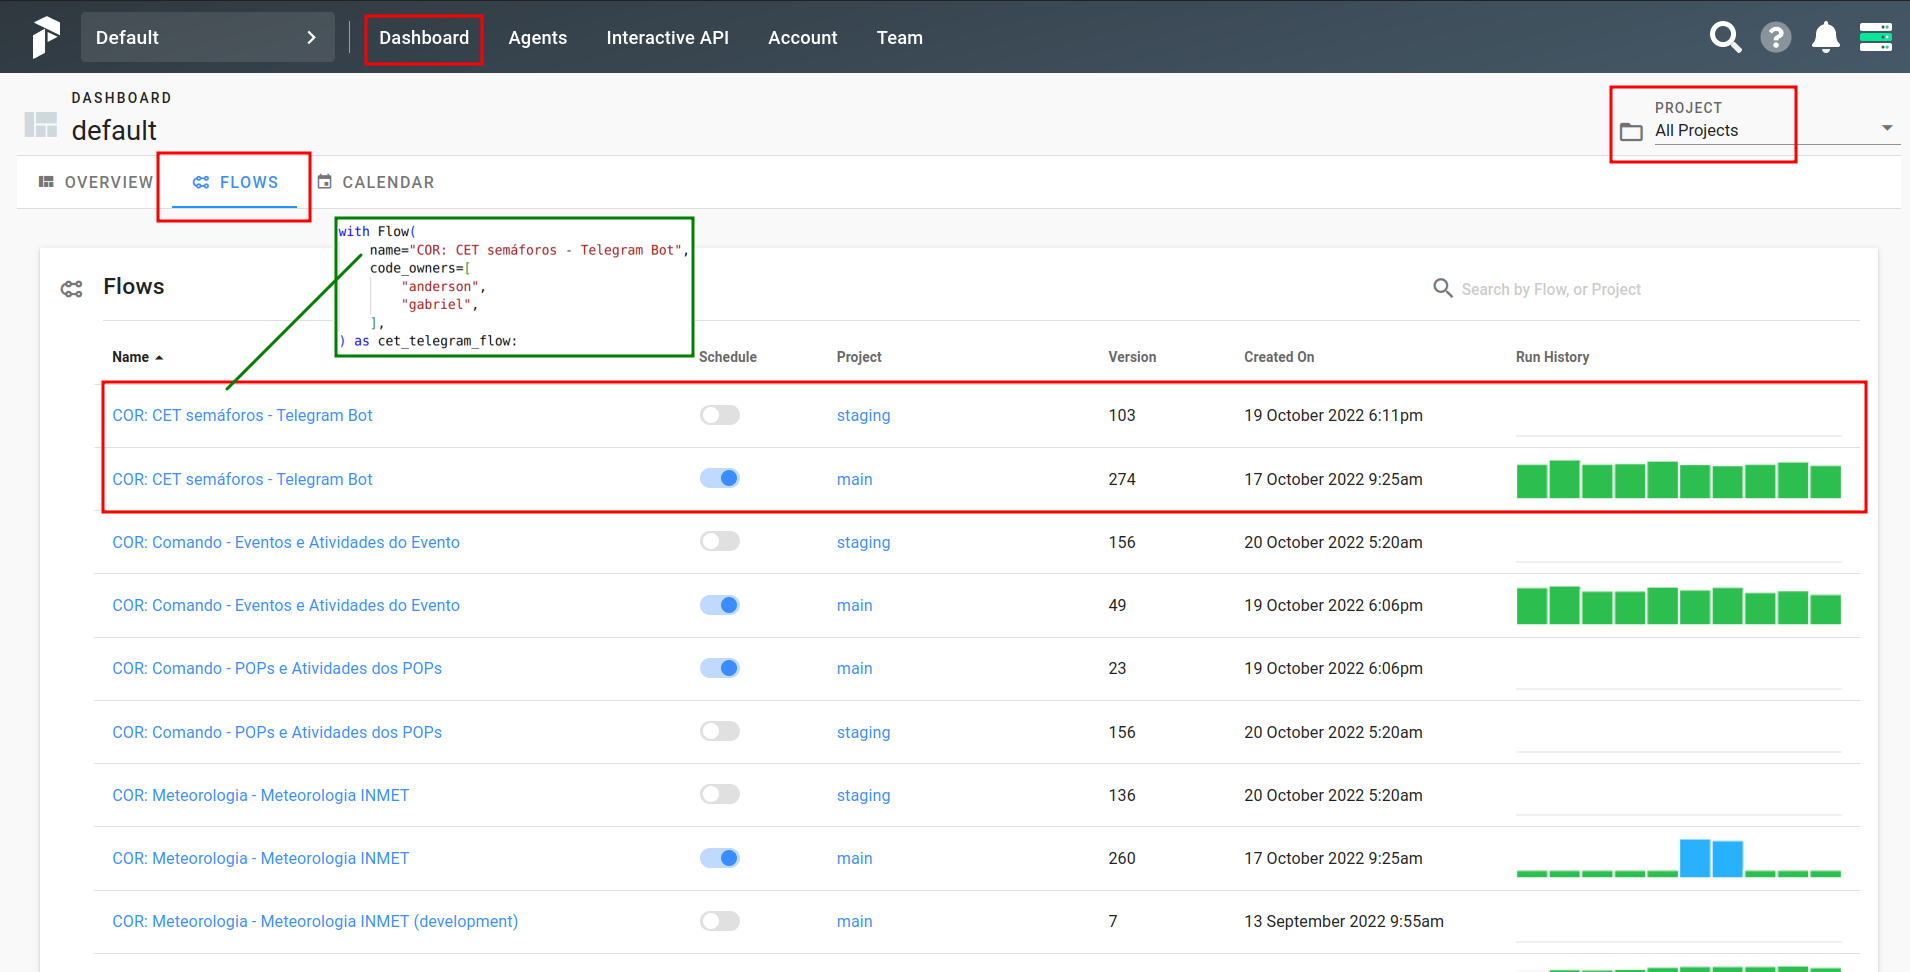 Default
Dashboard
Agents
Interactive API
Account
Team
DASHBOARD
default
PROJECT
All Projects
OVERVIEW
FLOWS
CALENDAR
with Flow(
name="COR: CET semáforos - Telegram Bot",
code_owners=[
"anderson",
"gabriel",
],
) as cet_telegram_flow:
Flows
Search by Flow, or Project
Name Schedule Project Version Created On Run History
COR: CET semáforos - Telegram Bot staging 103 19 October 2022 6:11pm
COR: CET semáforos - Telegram Bot main 274 17 October 2022 9:25am
COR: Comando - Eventos e Atividades do Evento staging 156 20 October 2022 5:20am
COR: Comando - Eventos e Atividades do Evento main 49 19 October 2022 6:06pm
COR: Comando - POPs e Atividades dos POPs main 23 19 October 2022 6:06pm
COR: Comando - POPs e Atividades dos POPs staging 156 20 October 2022 5:20am
COR: Meteorologia - Meteorologia INMET staging 136 20 October 2022 5:20am
COR: Meteorologia - Meteorologia INMET main 260 17 October 2022 9:25am
COR: Meteorologia - Meteorologia INMET (development) main 7 13 September 2022 9:55am